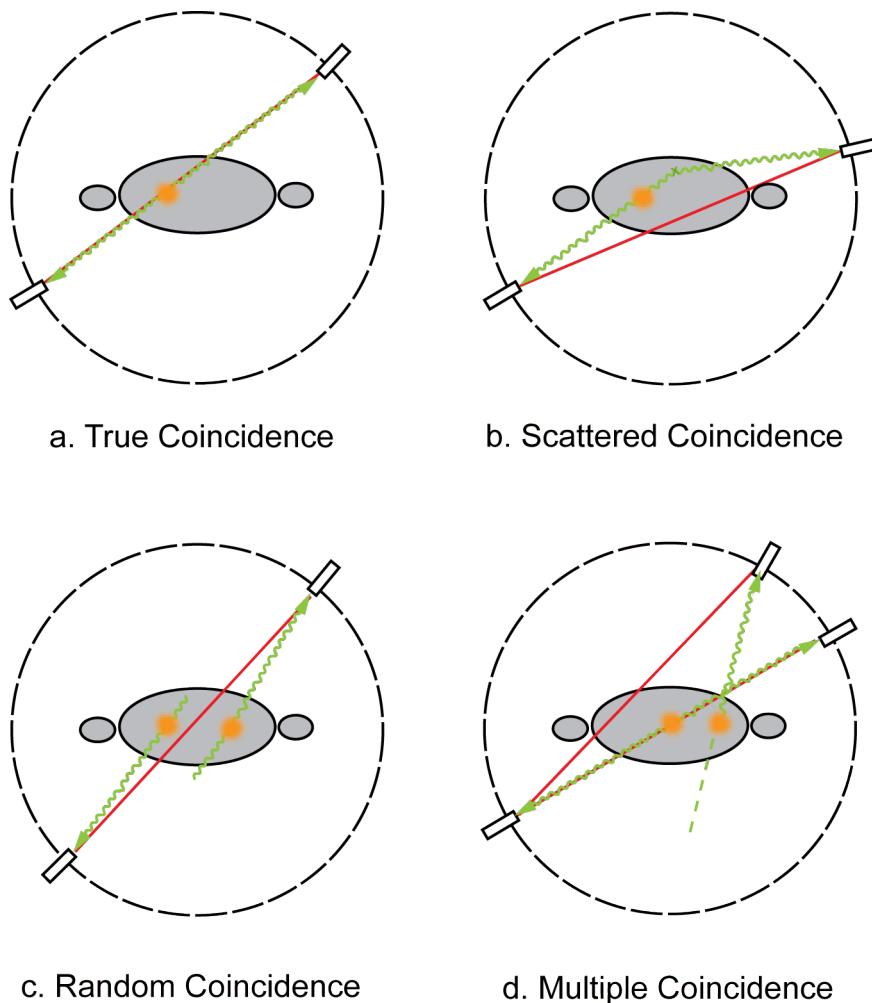 a. True Coincidence
b. Scattered Coincidence
c. Random Coincidence
d. Multiple Coincidence